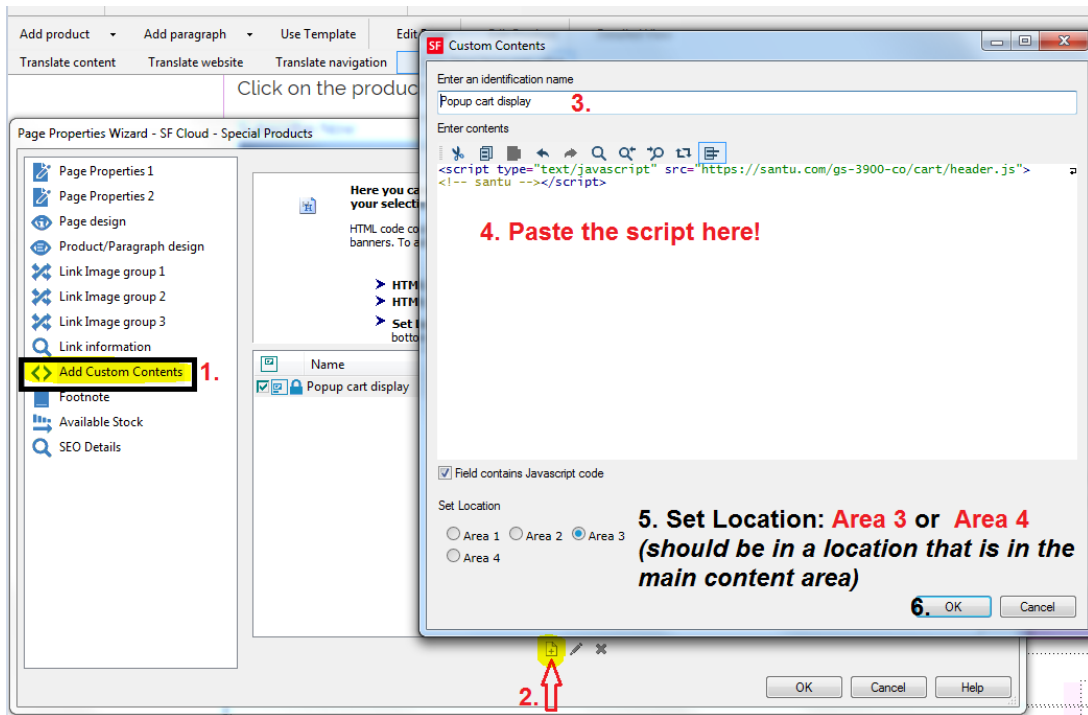 Add product Add paragraph Use Template Edit
Translate content Translate website Translate navigation
Click on the produc
Page Properties Wizard - SF Cloud - Special Products
Page Properties 1
Page Properties 2
Page design
Product/Paragraph design
Link Image group 1
Link Image group 2
Link Image group 3
Link information
Add Custom Contents 1.
Footnote
Available Stock
SEO Details
Here you ca
your selecti
HTML code co
banners. To a
HTM
HTM
Set l
botto
Name
Popup cart display
2.
OK Cancel Help
SF Custom Contents
Enter an identification name
Popup cart display 3.
Enter contents
<script type="text/javascript" src="https://santu.com/gs-3900-co/cart/header.js">
<!-- santu --></script>
4. Paste the script here!
Field contains Javascript code
Set Location
Area 1 Area 2 Area 3
Area 4
5. Set Location: Area 3 or Area 4
(should be in a location that is in the
main content area)
6. OK Cancel